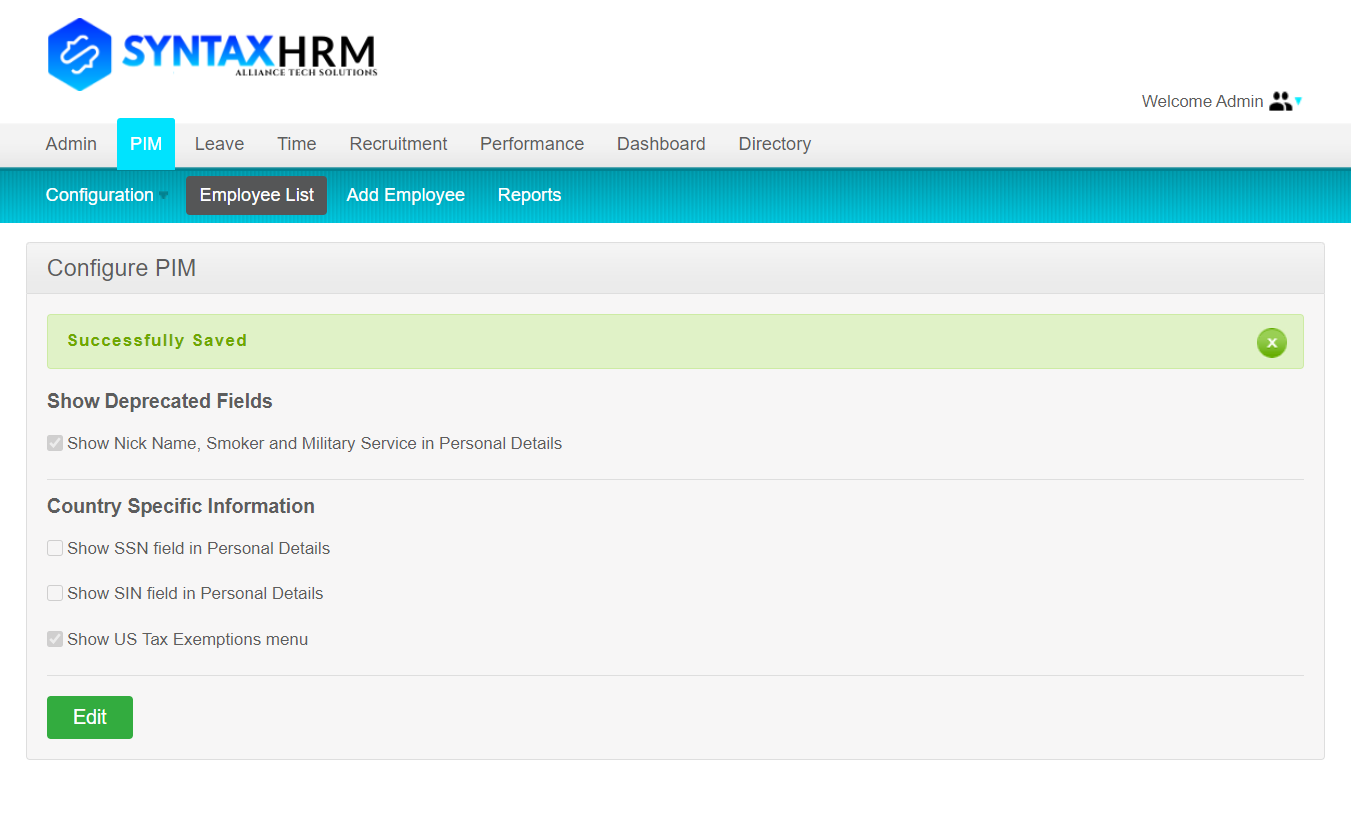 SYNTAXHRM
ALLIANCE TECH SOLUTIONS
Welcome Admin
Admin PIM Leave Time Recruitment Performance Dashboard Directory
Configuration Employee List Add Employee Reports
Configure PIM
Successfully Saved
x
Show Deprecated Fields
Show Nick Name, Smoker and Military Service in Personal Details
Country Specific Information
Show SSN field in Personal Details
Show SIN field in Personal Details
Show US Tax Exemptions menu
Edit